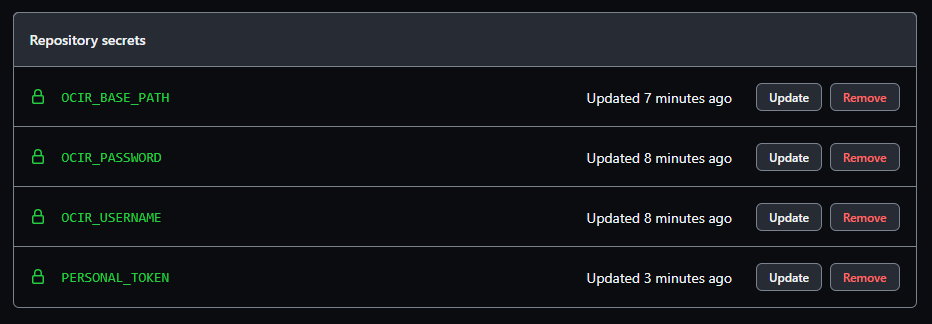 Repository secrets
OCIR_BASE_PATH Updated 7 minutes ago Update Remove
OCIR_PASSWORD Updated 8 minutes ago Update Remove
OCIR_USERNAME Updated 8 minutes ago Update Remove
PERSONAL_TOKEN Updated 3 minutes ago Update Remove